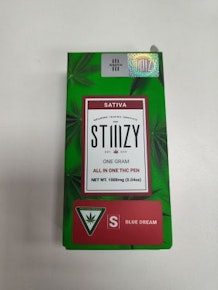 SATIVA
STIIIZY
ONE GRAM
ALL IN ONE THC PEN
NET WT. 1000mg (0.04oz)
S
BLUE DREAM